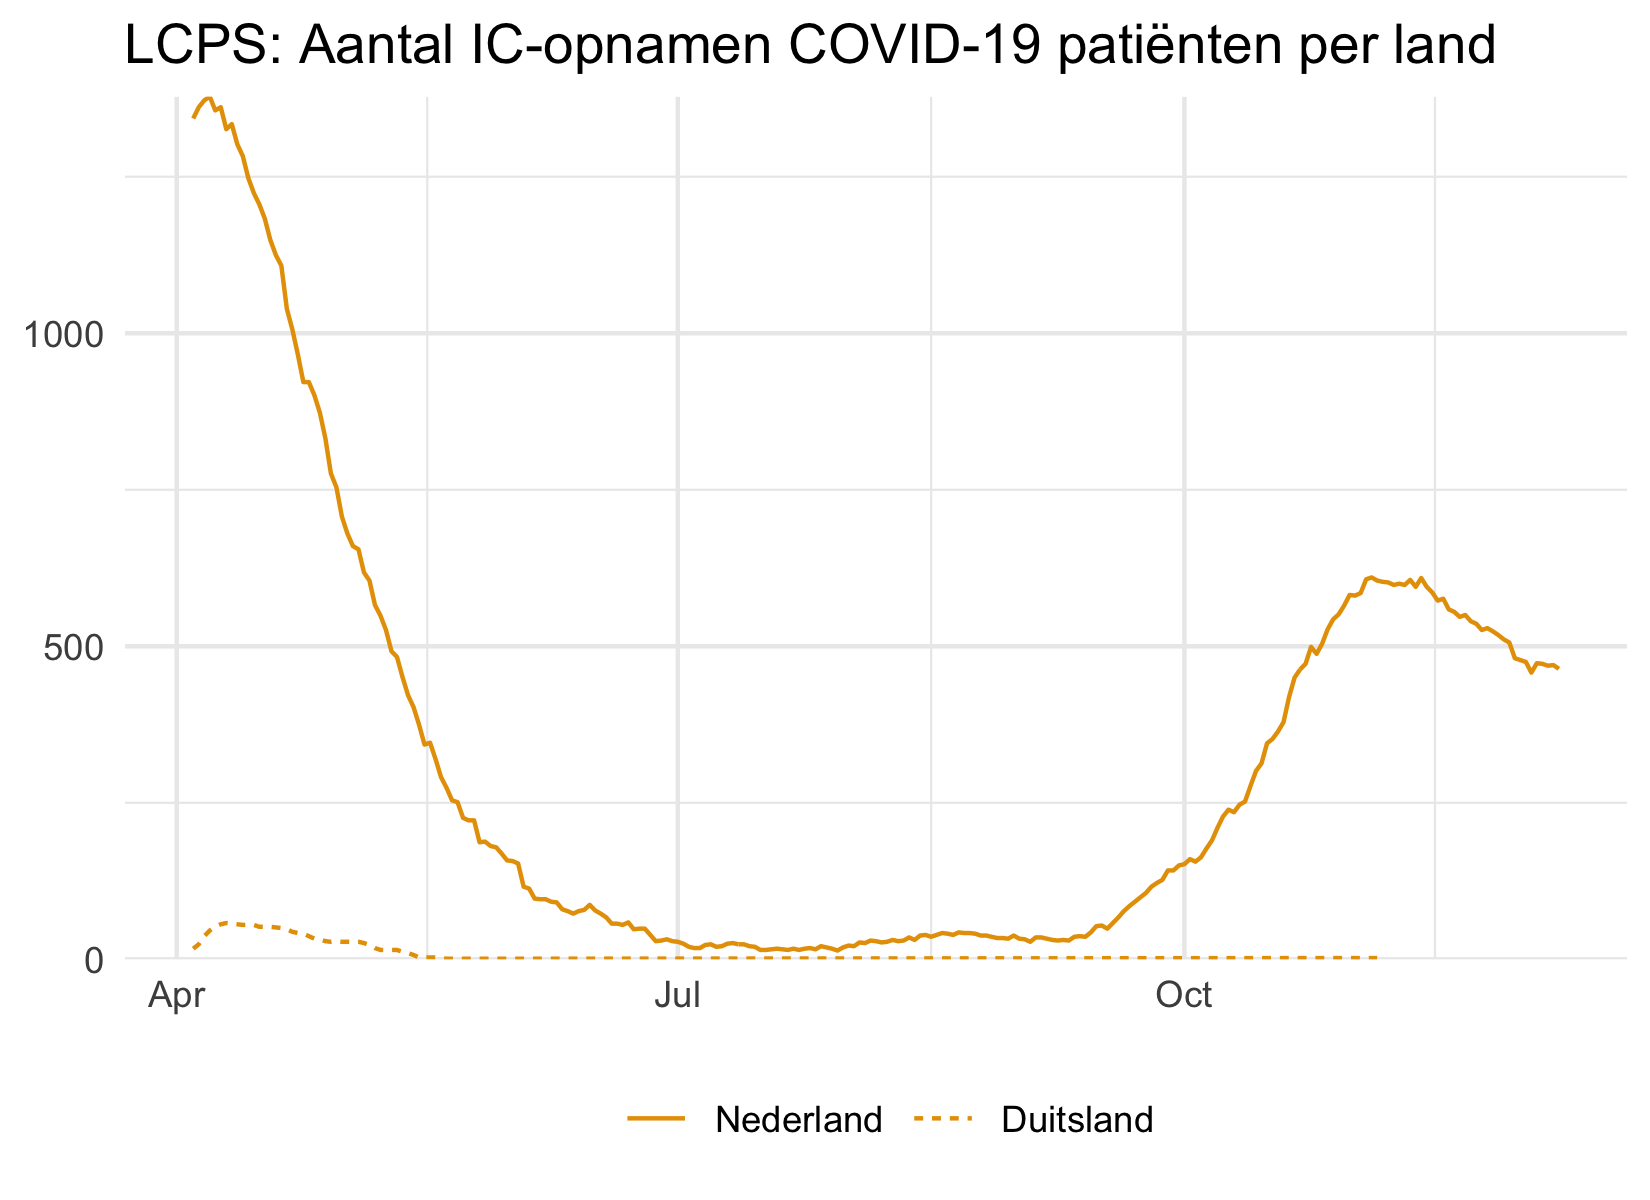 LCPS: Aantal IC-opnamen COVID-19 patiënten per land
1000
500
0
Apr Jul Oct
Nederland Duitsland